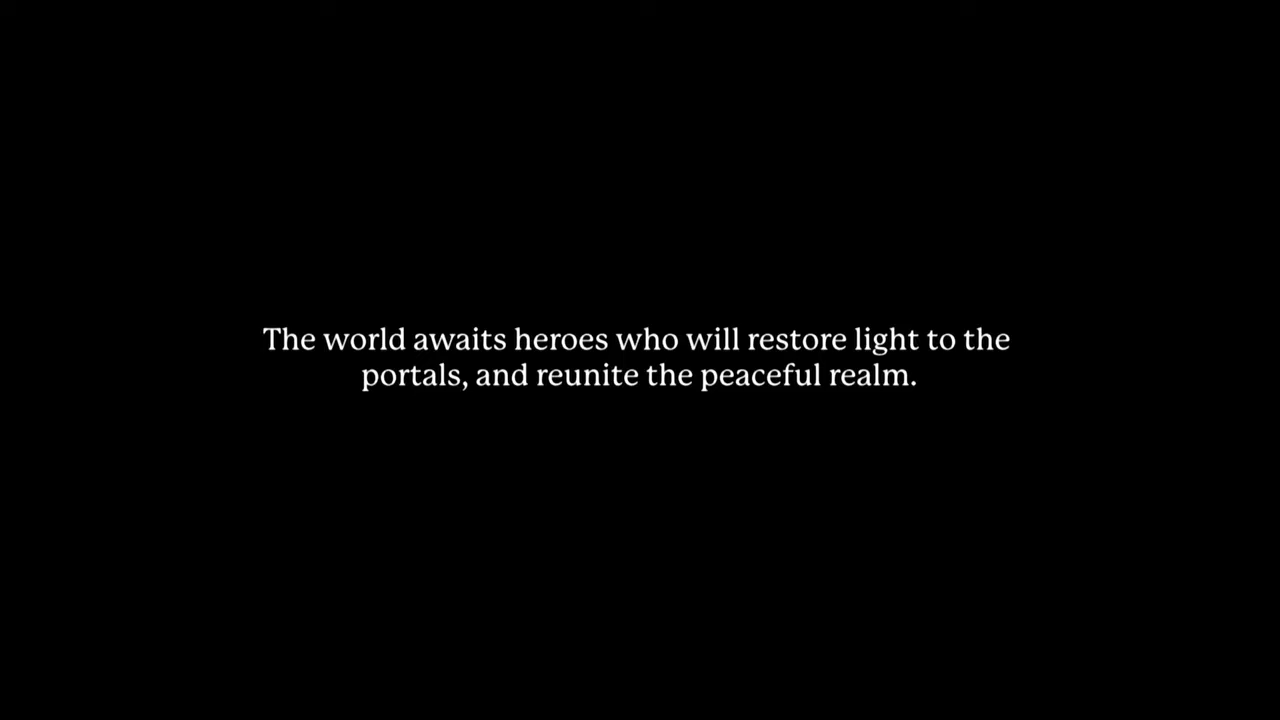 The world awaits heroes who will restore light to the
portals, and reunite the peaceful realm.